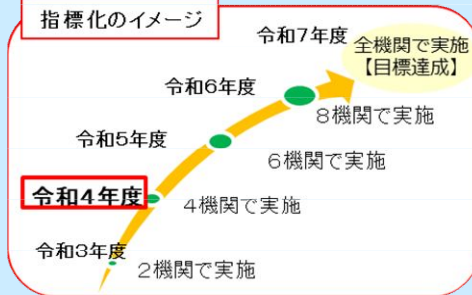 指標化のイメージ
令和7年度
全機関で実施
【目標達成】
令和6年度
8機関で実施
令和5年度
6機関で実施
令和4年度
4機関で実施
令和3年度
2機関で実施